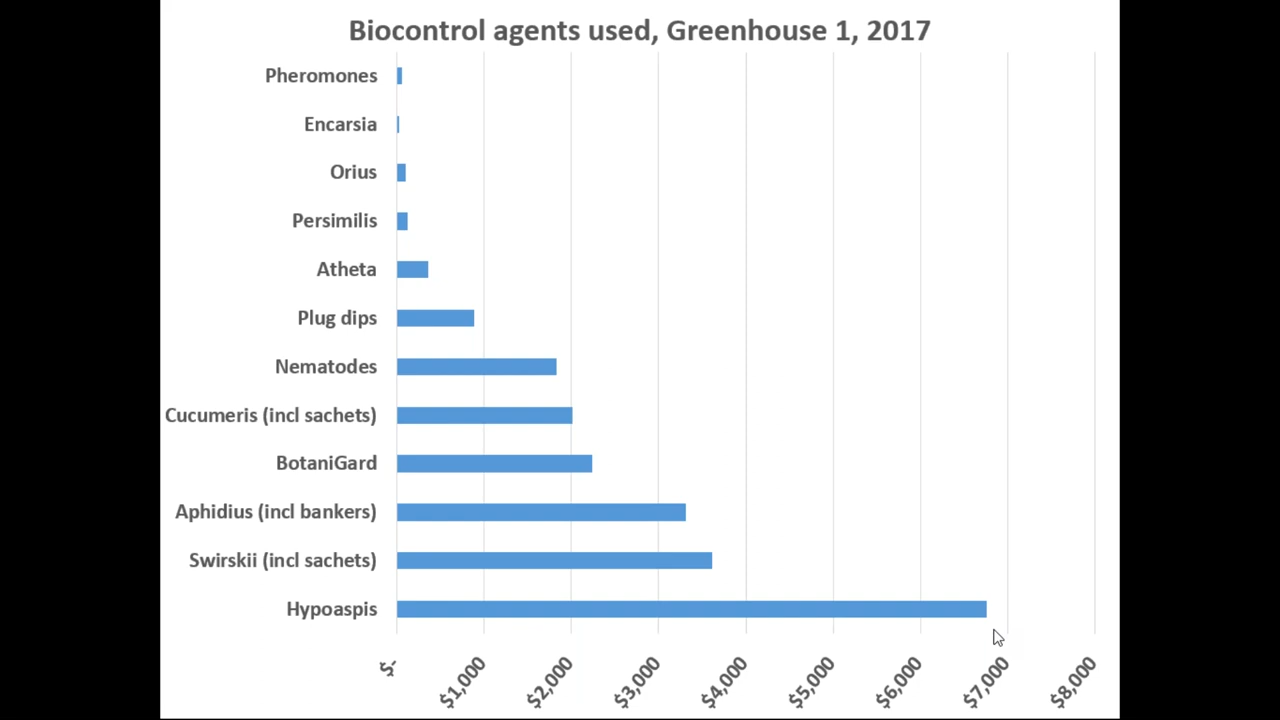 Biocontrol agents used, Greenhouse 1, 2017
Pheromones
Encarsia
Orius
Persimilis
Atheta
Plug dips
Nematodes
Cucumeris (incl sachets)
BotaniGard
Aphidius (incl bankers)
Swirskii (incl sachets)
Hypoaspis
$-
$1,000
$2,000
$3,000
$4,000
$5,000
$6,000
$7,000
$8,000